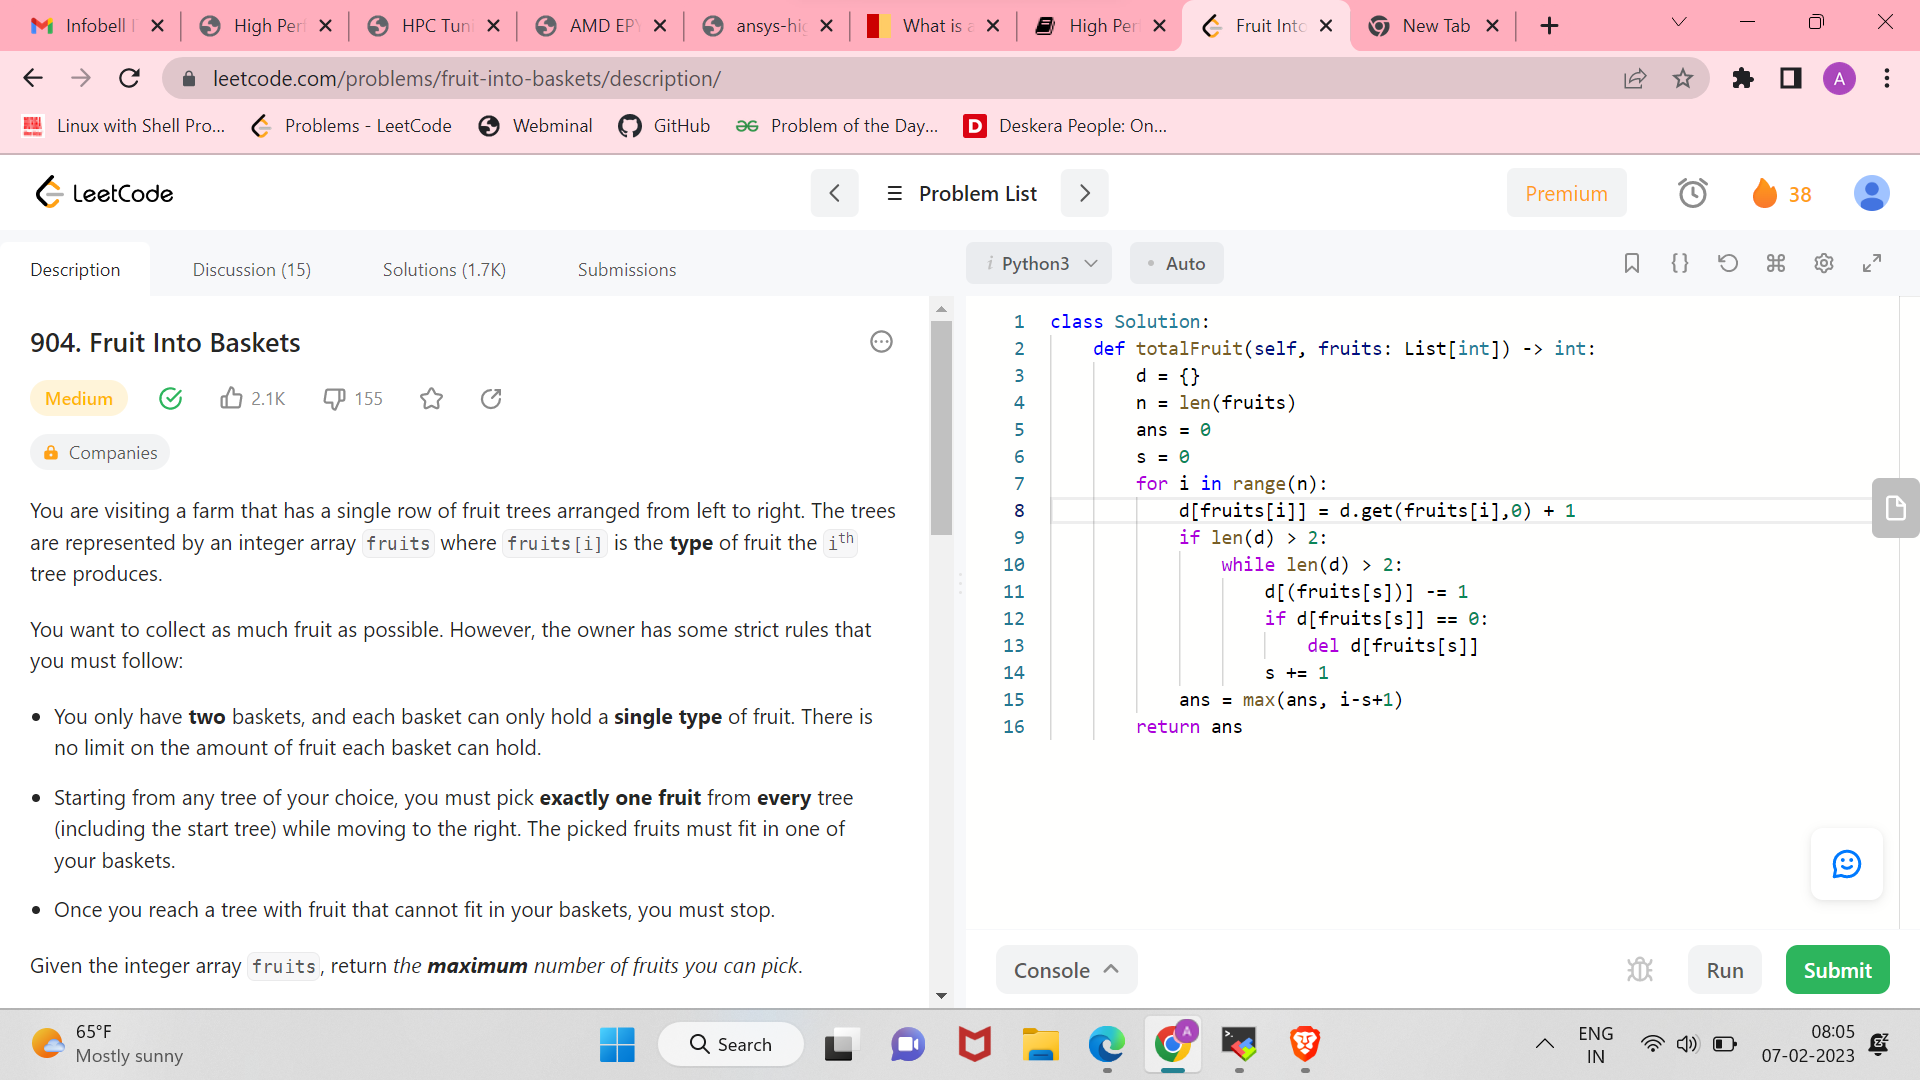 Infobell I
High Per
HPC Tuni
AMD EPY
ansys-hig
What is a
High Per
Fruit Into
New Tab
leetcode.com/problems/fruit-into-baskets/description/
A
Linux with Shell Pro...
Problems - LeetCode
Webminal
GitHub
Problem of the Day...
D
Deskera People: On...
LeetCode
Problem List
Premium
38
Description
Discussion (15)
Solutions (1.7K)
Submissions
i Python3
• Auto
904. Fruit Into Baskets
Medium
2.1K
155
Companies
You are visiting a farm that has a single row of fruit trees arranged from left to right. The trees
are represented by an integer array fruits where fruits[i] is the type of fruit the ith
tree produces.
You want to collect as much fruit as possible. However, the owner has some strict rules that
you must follow:
• You only have two baskets, and each basket can only hold a single type of fruit. There is
no limit on the amount of fruit each basket can hold.
• Starting from any tree of your choice, you must pick exactly one fruit from every tree
(including the start tree) while moving to the right. The picked fruits must fit in one of
your baskets.
• Once you reach a tree with fruit that cannot fit in your baskets, you must stop.
Given the integer array fruits, return the maximum number of fruits you can pick.
1 class Solution:
2 def totalFruit(self, fruits: List[int]) -> int:
3 d = {}
4 n = len(fruits)
5 ans = 0
6 s = 0
7 for i in range(n):
8 d[fruits[i]] = d.get(fruits[i],0) + 1
9 if len(d) > 2:
10 while len(d) > 2:
11 d[(fruits[s])] -= 1
12 if d[fruits[s]] == 0:
13 del d[fruits[s]]
14 s += 1
15 ans = max(ans, i-s+1)
16 return ans
Console
Run
Submit
65°F
Mostly sunny
Search
A
ENG
IN
08:05
07-02-2023